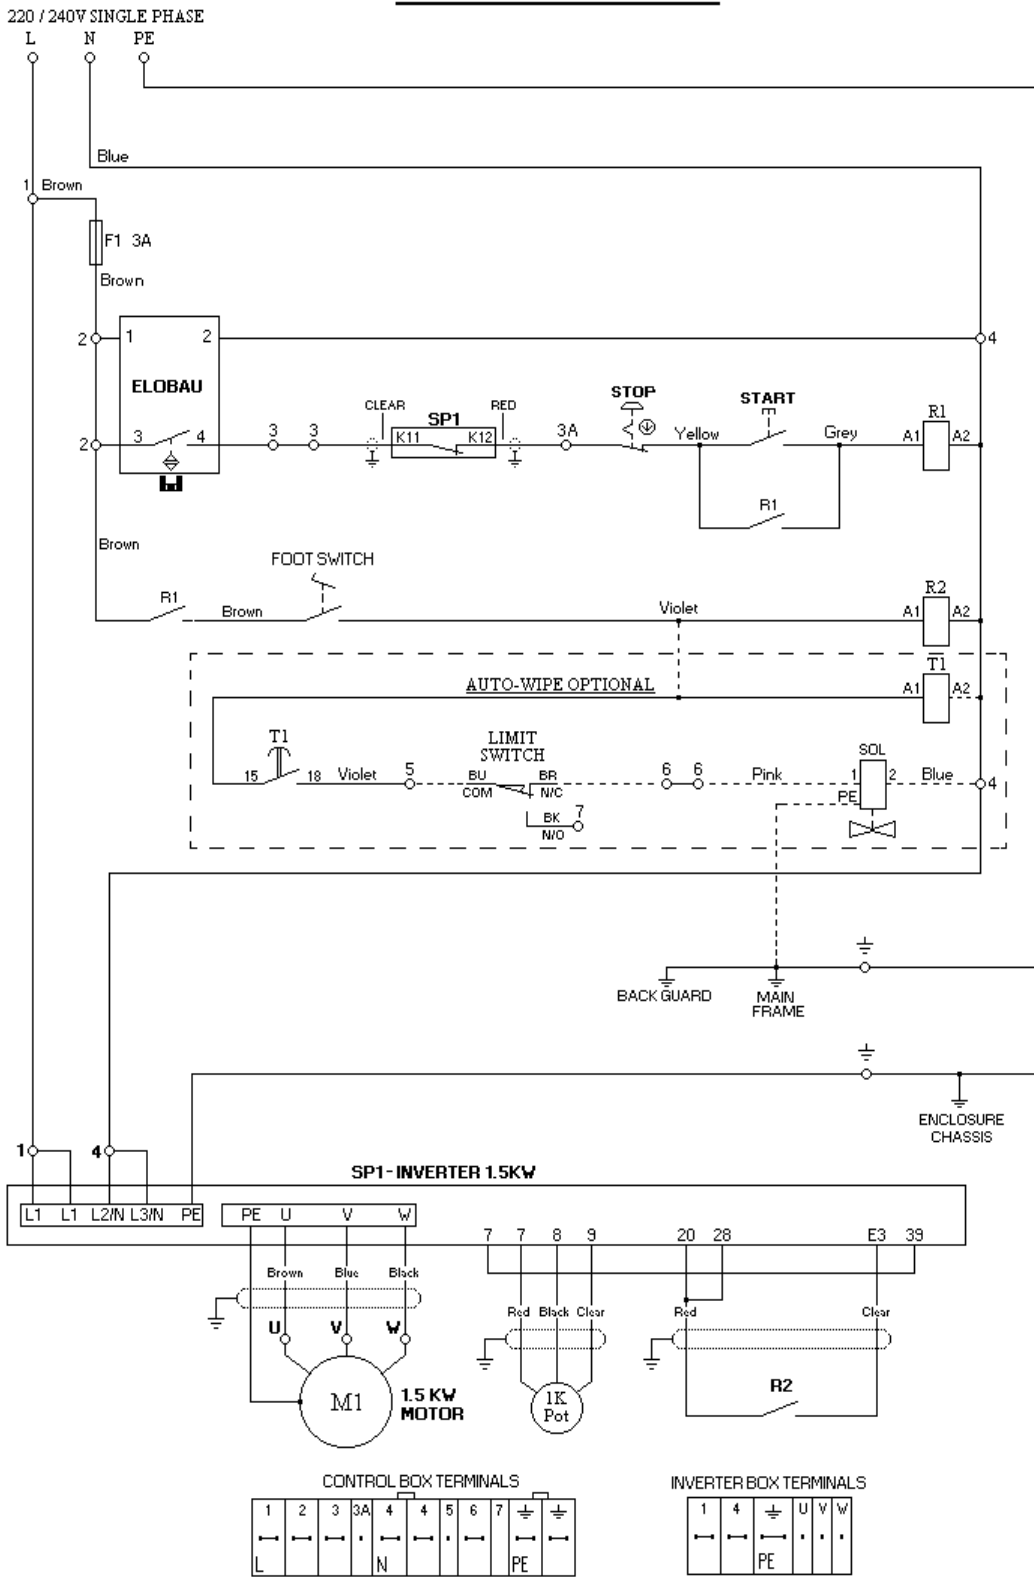 220 / 240V SINGLE PHASE
L N PE
Blue
1 Brown
F1 3A
Brown
2 1 2 4
ELOBAU
STOP
START
CLEAR SP1 RED
R1
2 3 4 3 3 K11 K12 3A Yellow Grey A1 A2
R1
Brown
FOOT SWITCH
R1 Brown Violet R2
A1 A2
T1
AUTO-WIPE OPTIONAL A1 A2
T1 LIMIT
SWITCH
SOL
15 18 Violet 5 BU BR 6 6 Pink 1 2 Blue 4
COM N/C PE
BK 7
N/O
BACK GUARD MAIN
FRAME
ENCLOSURE
CHASSIS
1 4
SP1-INVERTER 1.5KW
L1 L1 L2/N L3/N PE PE U V W
7 7 8 9 20 28 E3 39
Brown Blue Black
Red Black Clear Red Clear
U V W
M1 1.5 KW
MOTOR
1K
Pot
R2
CONTROL BOX TERMINALS
1 2 3 3A 4 4 5 6 7
L N PE
INVERTER BOX TERMINALS
1 4 U V W
PE